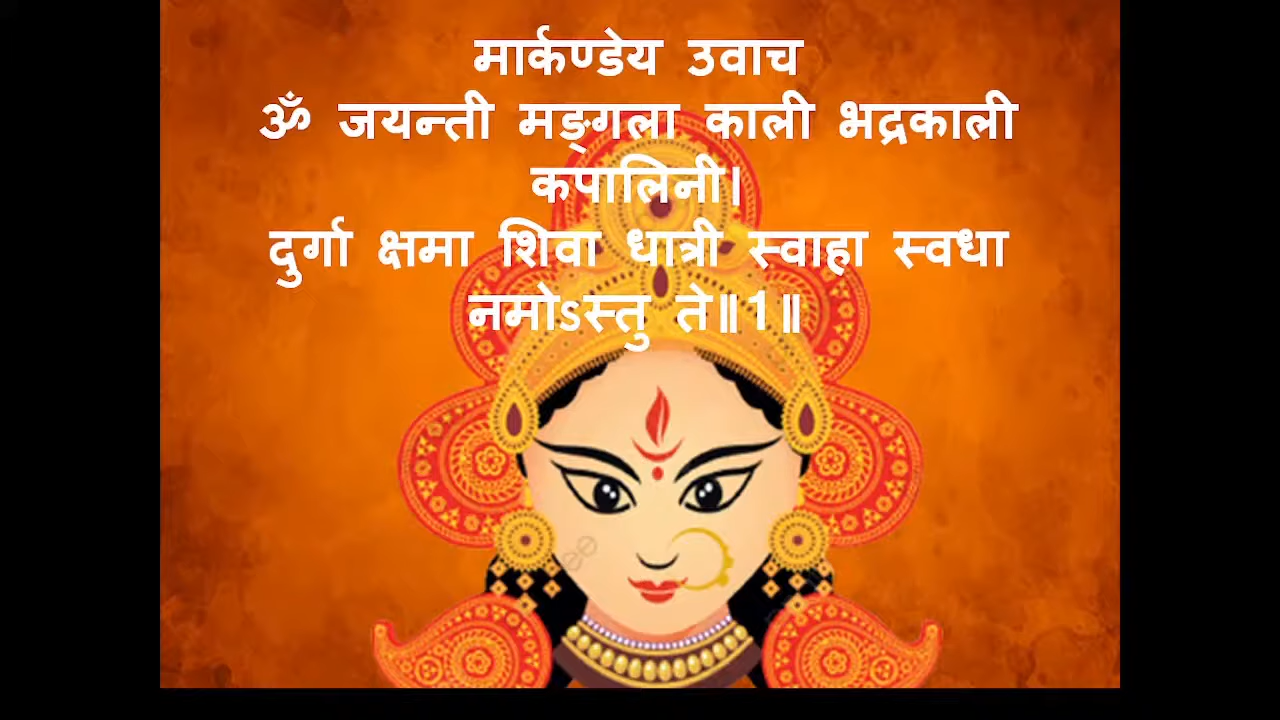 मार्कण्डेय उवाच
ॐ जयन्ती मङ्गला काली भद्रकाली
कपालिनी।
दुर्गा क्षमा शिवा धात्री स्वाहा स्वधा
नमोऽस्तु ते॥1॥